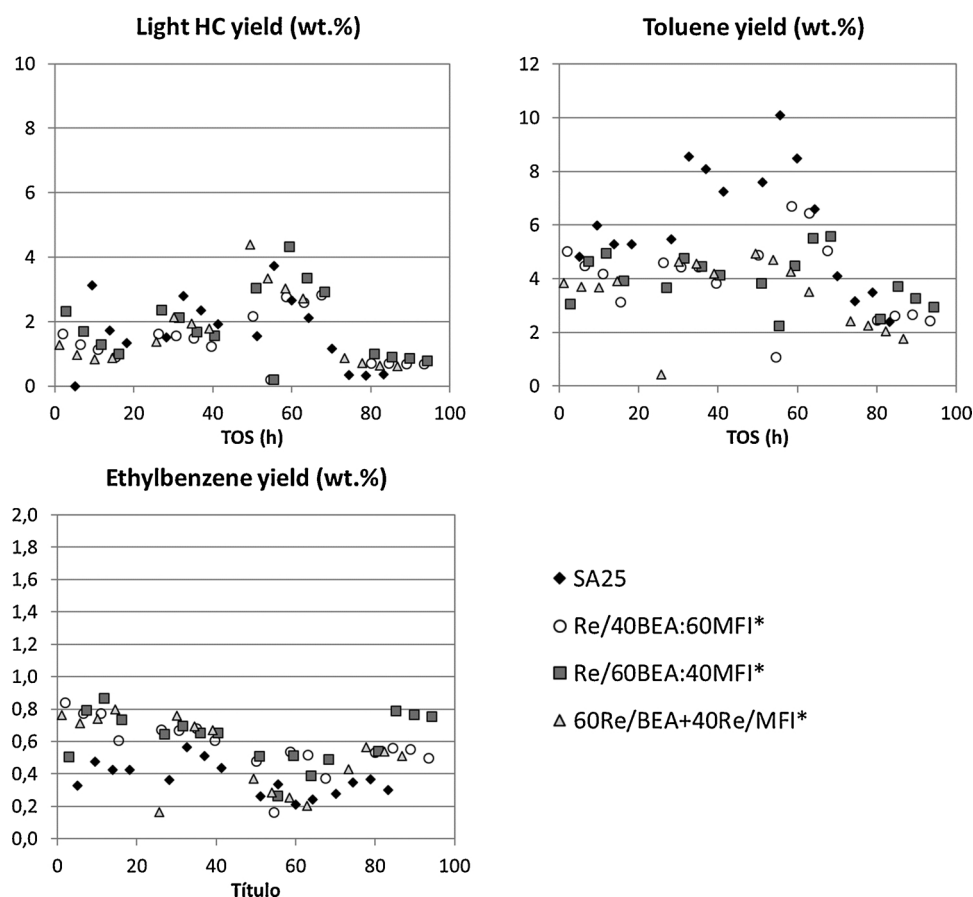 Light HC yield (wt.%)
10
8
6
4
2
0
0 20 40 60 80 100
TOS (h)
Toluene yield (wt.%)
12
10
8
6
4
2
0
0 20 40 60 80 100
TOS (h)
Ethylbenzene yield (wt.%)
2,0
1,8
1,6
1,4
1,2
1,0
0,8
0,6
0,4
0,2
0,0
0 20 40 60 80 100
Título
SA25
Re/40BEA:60MFI*
Re/60BEA:40MFI*
60Re/BEA+40Re/MFI*